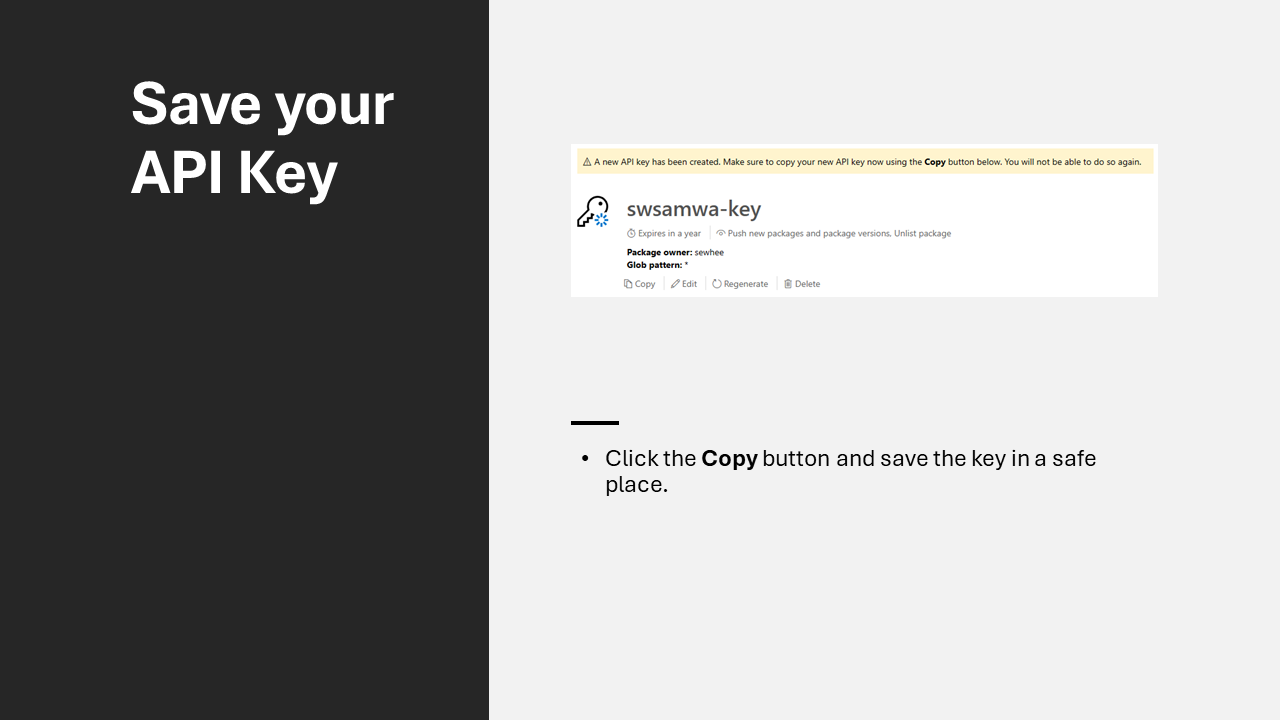 Save your
API Key
⚠ A new API key has been created. Make sure to copy your new API key now using the Copy button below. You will not be able to do so again.
swsamwa-key
Expires in a year | Push new packages and package versions, Unlist package
Package owner: sewhee
Glob pattern: *
Copy | Edit | Regenerate | Delete
• Click the Copy button and save the key in a safe
place.